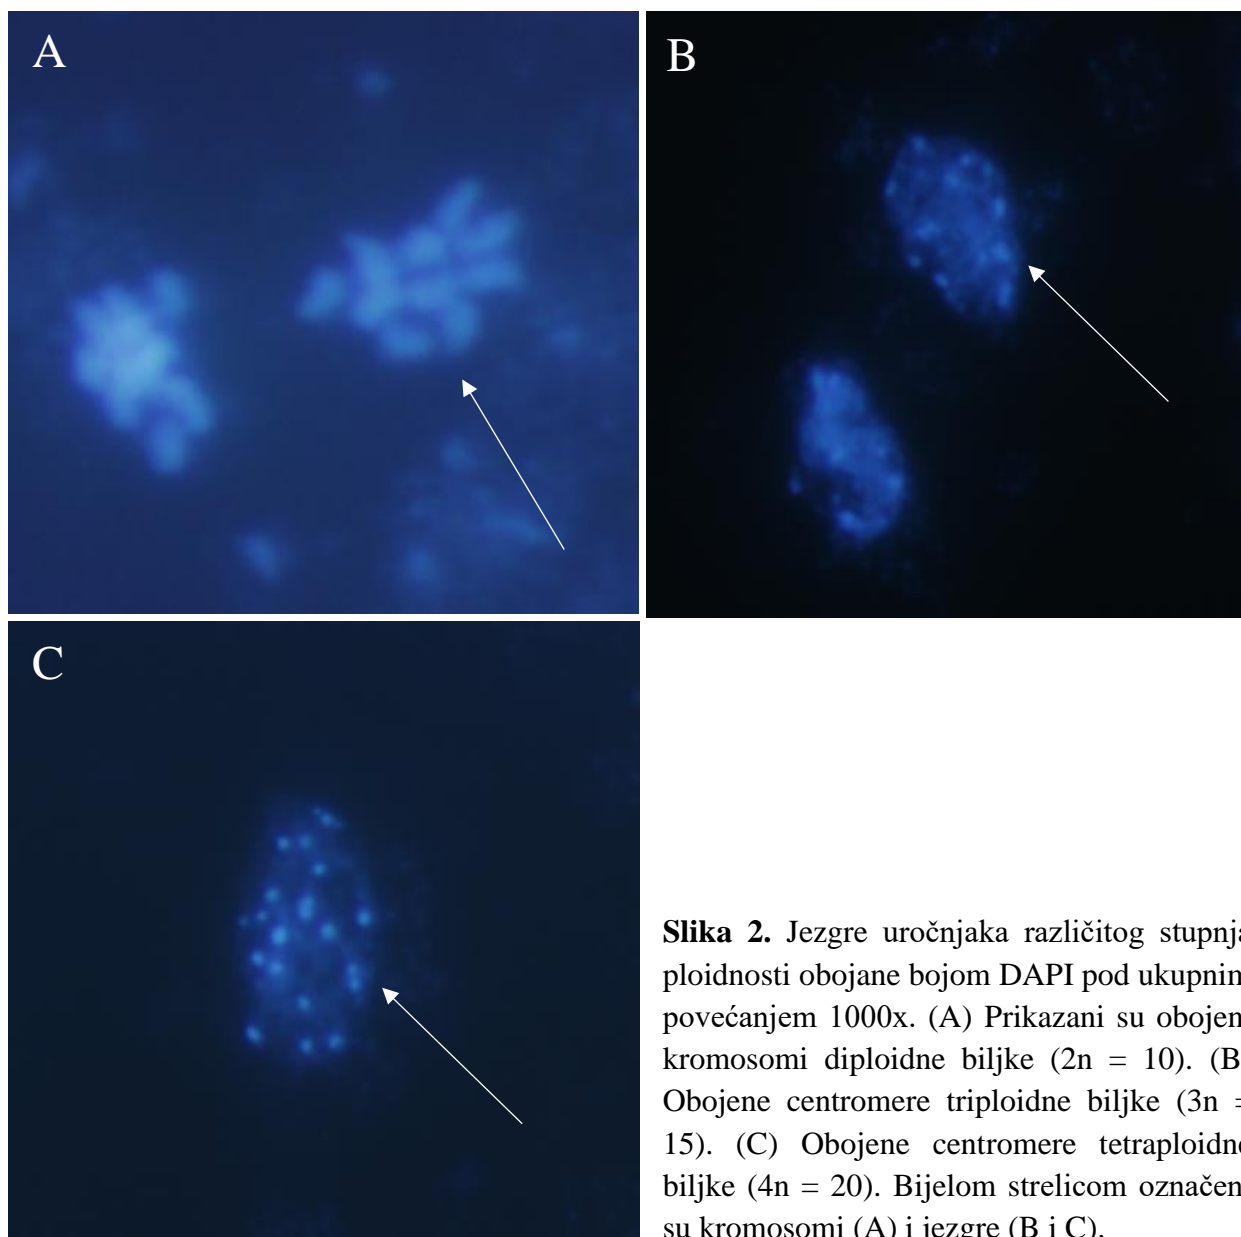 A
B
C
Slika 2. Jezgre uročnjaka različitog stupnja
ploidnosti obojane bojom DAPI pod ukupnim
povećanjem 1000x. (A) Prikazani su obojen
kromosomi diploidne biljke (2n = 10). (B
Obojene centromere triploidne biljke (3n =
15). (C) Obojene centromere tetraploidne
biljke (4n = 20). Bijelom strelicom označen
su kromosomi (A) i jezgre (B i C).